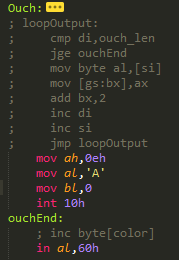 Ouch:
; loopOutput:
;     cmp di,ouch_len
;     jge ouchEnd
;     mov byte al,[si]
;     mov [gs:bx],ax
;     add bx,2
;     inc di
;     inc si
;     jmp loopOutput
    mov ah,0eh
    mov al,'A'
    mov bl,0
    int 10h
ouchEnd:
    ; inc byte[color]
    in al,60h